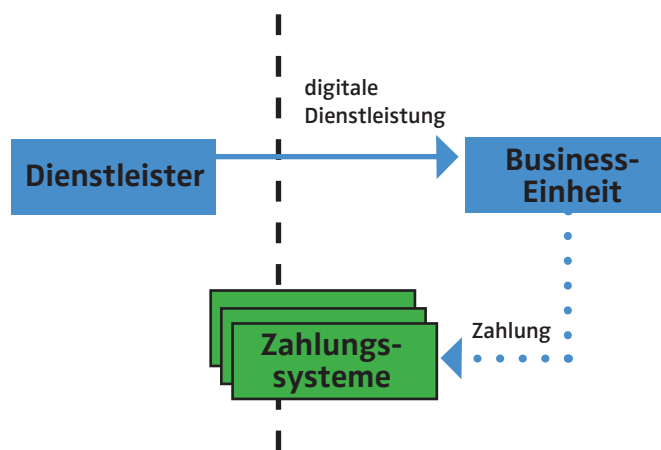 digitale
Dienstleistung
Dienstleister
Business-
Einheit
Zahlung
Zahlungs-
systeme